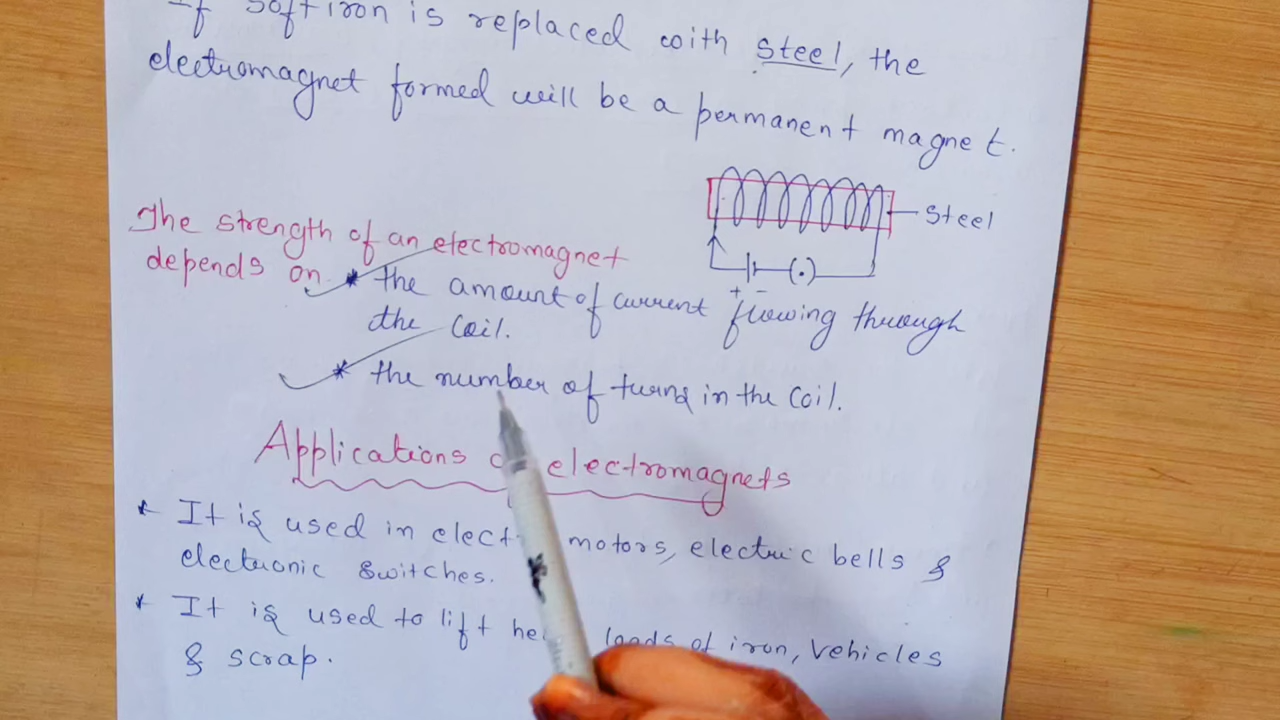 If soft iron is replaced with steel, the
electromagnet formed will be a permanent magnet.
Steel
+ -
The strength of an electromagnet
depends on
* the amount of current flowing through
the coil.
* the number of turns in the coil.
Applications electromagnets
* It is used in elect motors, electric bells &
electronic switches.
* It is used to lift he loads of iron, vehicles
& scrap.